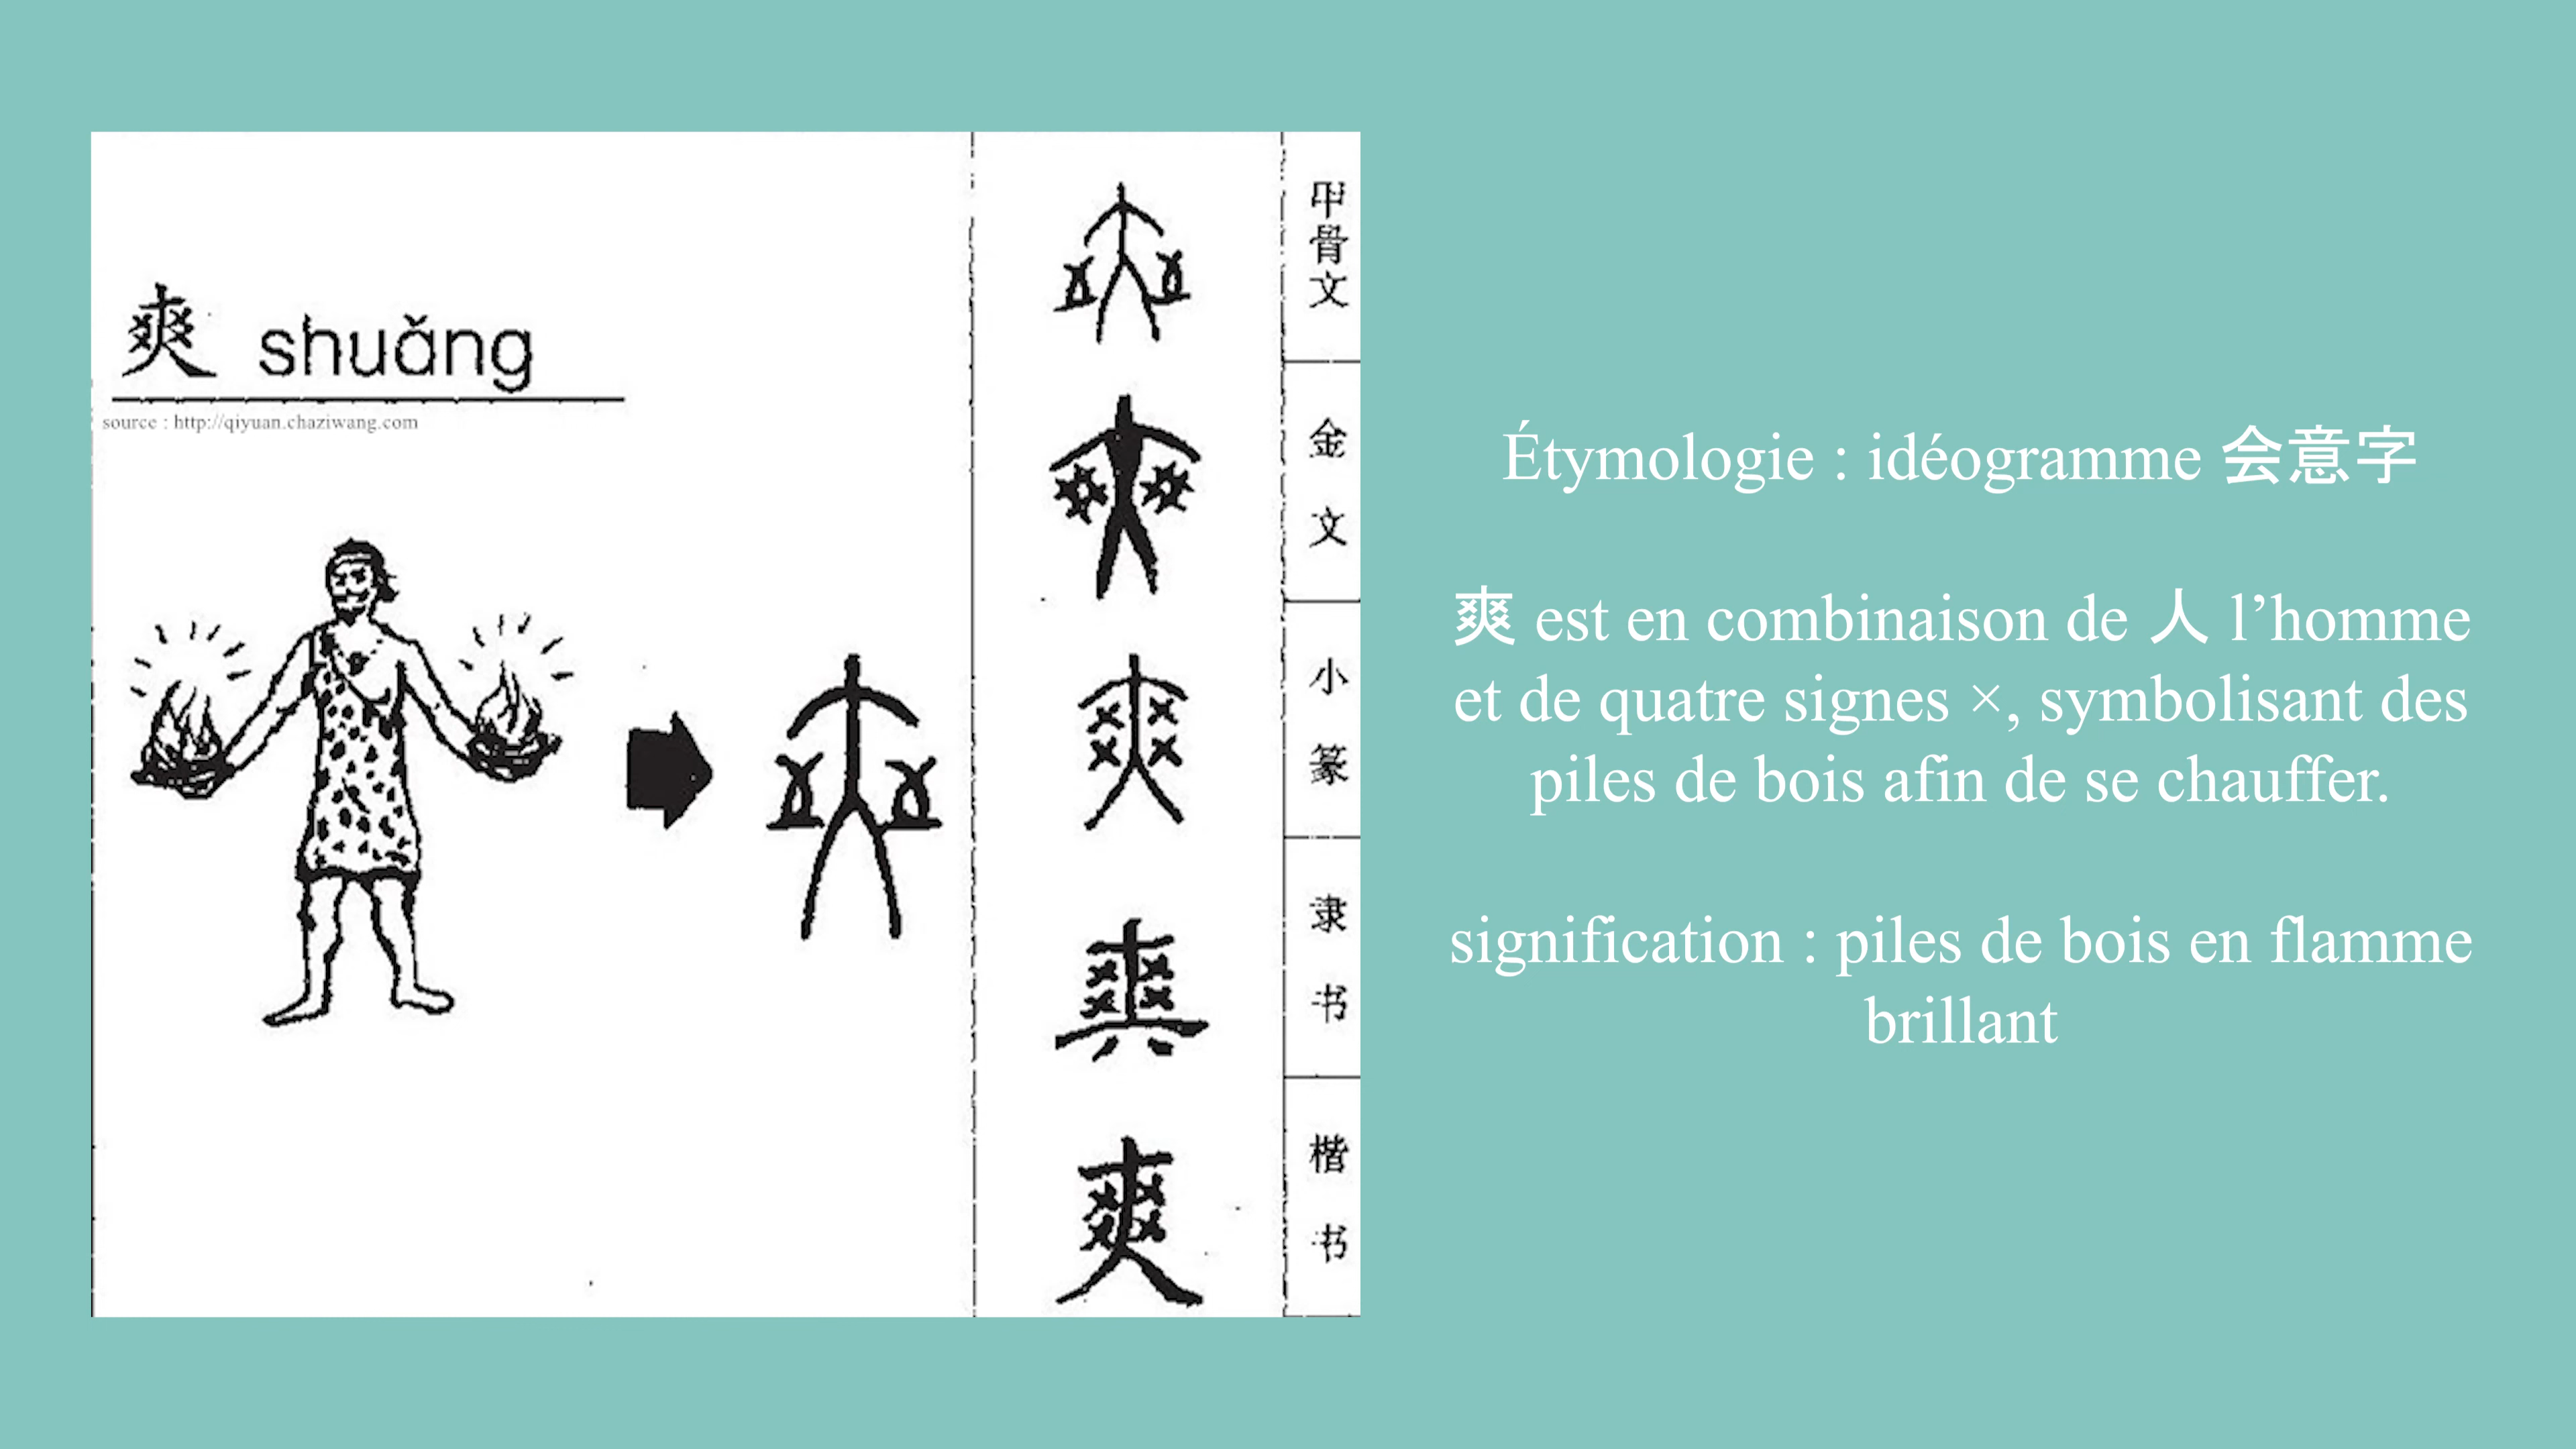 爽 shuǎng
source : http://qiyuan.chaziwang.com
甲骨文
金文
小篆
隶书
楷书
Étymologie : idéogramme 会意字
爽 est en combinaison de 人 l’homme
et de quatre signes ×, symbolisant des
piles de bois afin de se chauffer.
signification : piles de bois en flamme
brillant